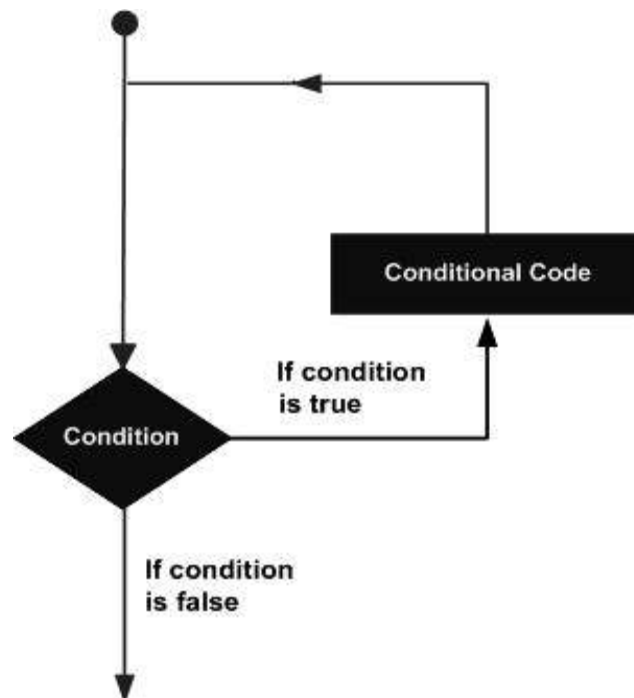 Conditional Code
If condition
is true
Condition
If condition
is false